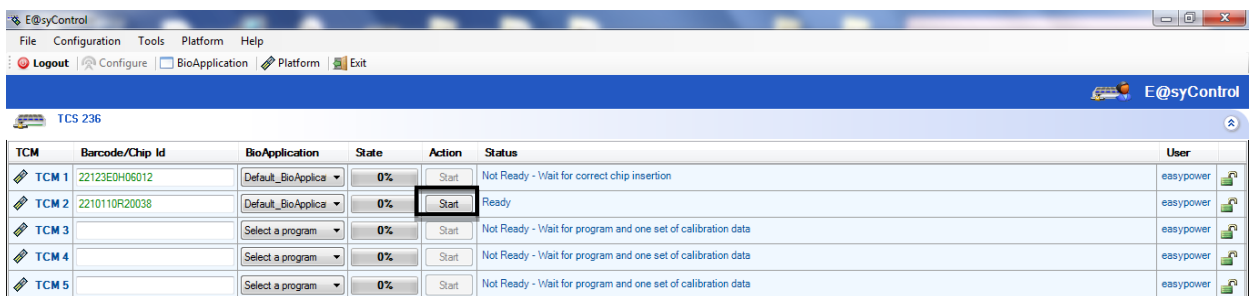 E@syControl
File Configuration Tools Platform Help
Logout Configure BioApplication Platform Exit
E@syControl
TCS 236
TCM Barcode/Chip Id BioApplication State Action Status User
TCM 1 22123E0H06012 Default_BioApplica 0% Start Not Ready - Wait for correct chip insertion easypower
TCM 2 2210110R20038 Default_BioApplica 0% Start Ready easypower
TCM 3 Select a program 0% Start Not Ready - Wait for program and one set of calibration data easypower
TCM 4 Select a program 0% Start Not Ready - Wait for program and one set of calibration data easypower
TCM 5 Select a program 0% Start Not Ready - Wait for program and one set of calibration data easypower